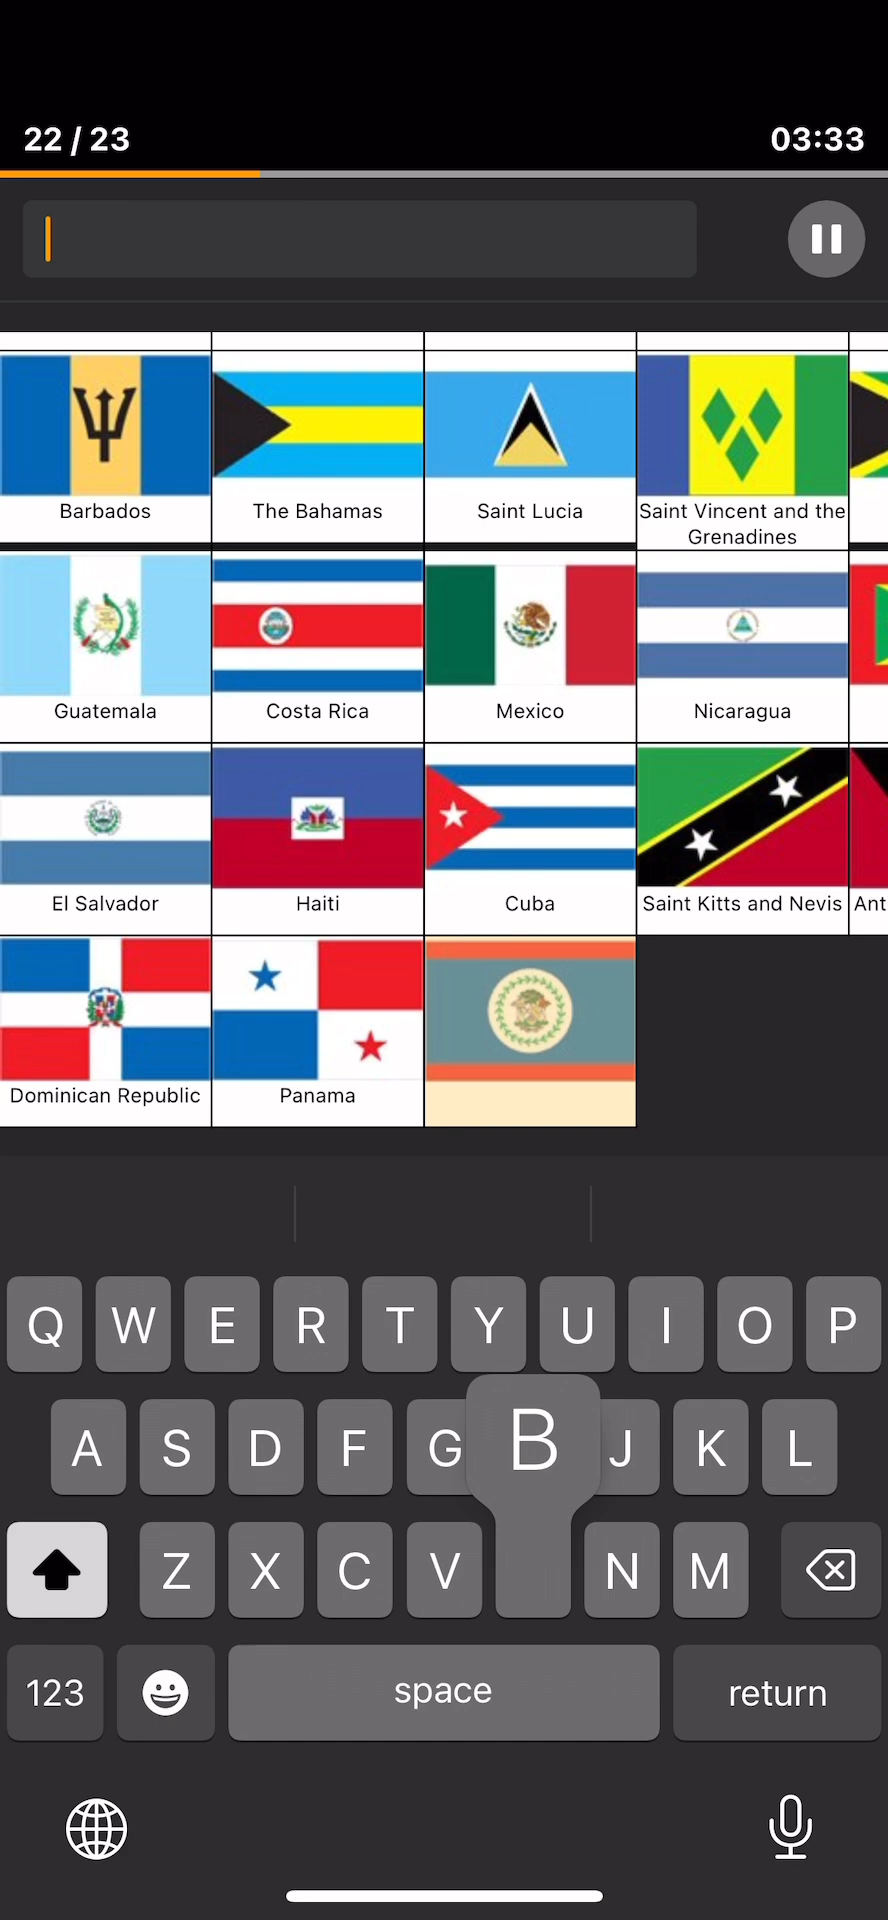 22 / 23
03:33
Barbados
The Bahamas
Saint Lucia
Saint Vincent and the
Grenadines
Guatemala
Costa Rica
Mexico
Nicaragua
El Salvador
Haiti
Cuba
Saint Kitts and Nevis
Ant
Dominican Republic
Panama
Q W E R T Y U I O P
A S D F G B J K L
Z X C V N M
123
space
return